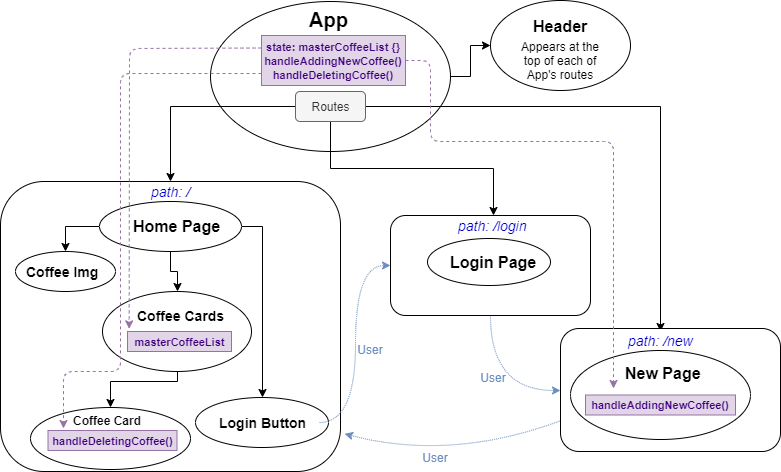 App
state: masterCoffeeList {}
handleAddingNewCoffee()
handleDeletingCoffee()
Routes
Header
Appears at the
top of each of
App's routes
path: /
Home Page
Coffee Img
Coffee Cards
masterCoffeeList
Coffee Card
handleDeletingCoffee()
Login Button
path: /login
Login Page
User
User
User
path: /new
New Page
handleAddingNewCoffee()